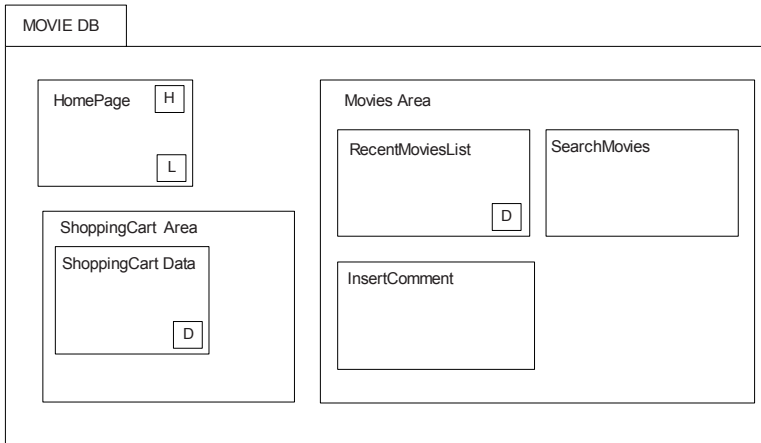 MOVIE DB
HomePage H
L
Movies Area
RecentMoviesList
D
SearchMovies
ShoppingCart Area
ShoppingCart Data
D
InsertComment